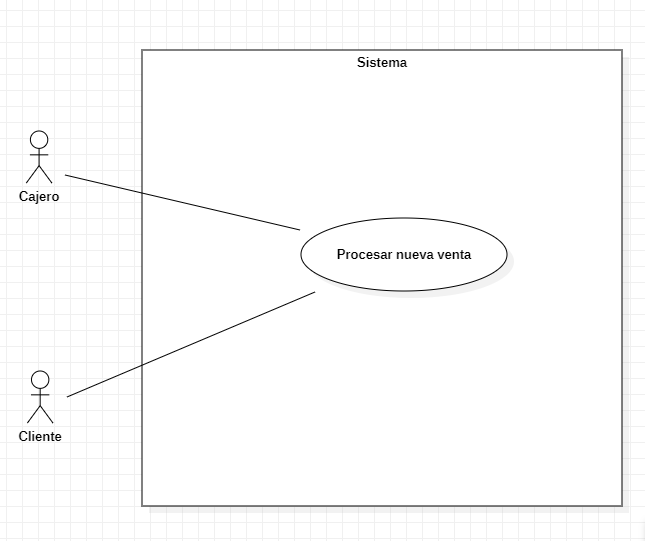 Sistema
Cajero
Procesar nueva venta
Cliente